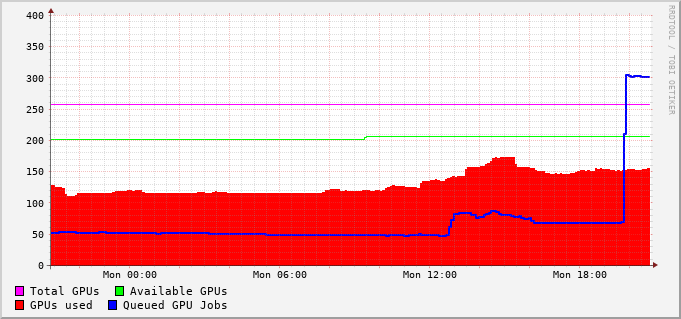 RRDTOOL / TOBI OETIKER
400
350
300
250
200
150
100
50
0
Mon 00:00 Mon 06:00 Mon 12:00 Mon 18:00
Total GPUs Available GPUs
GPUs used Queued GPU Jobs